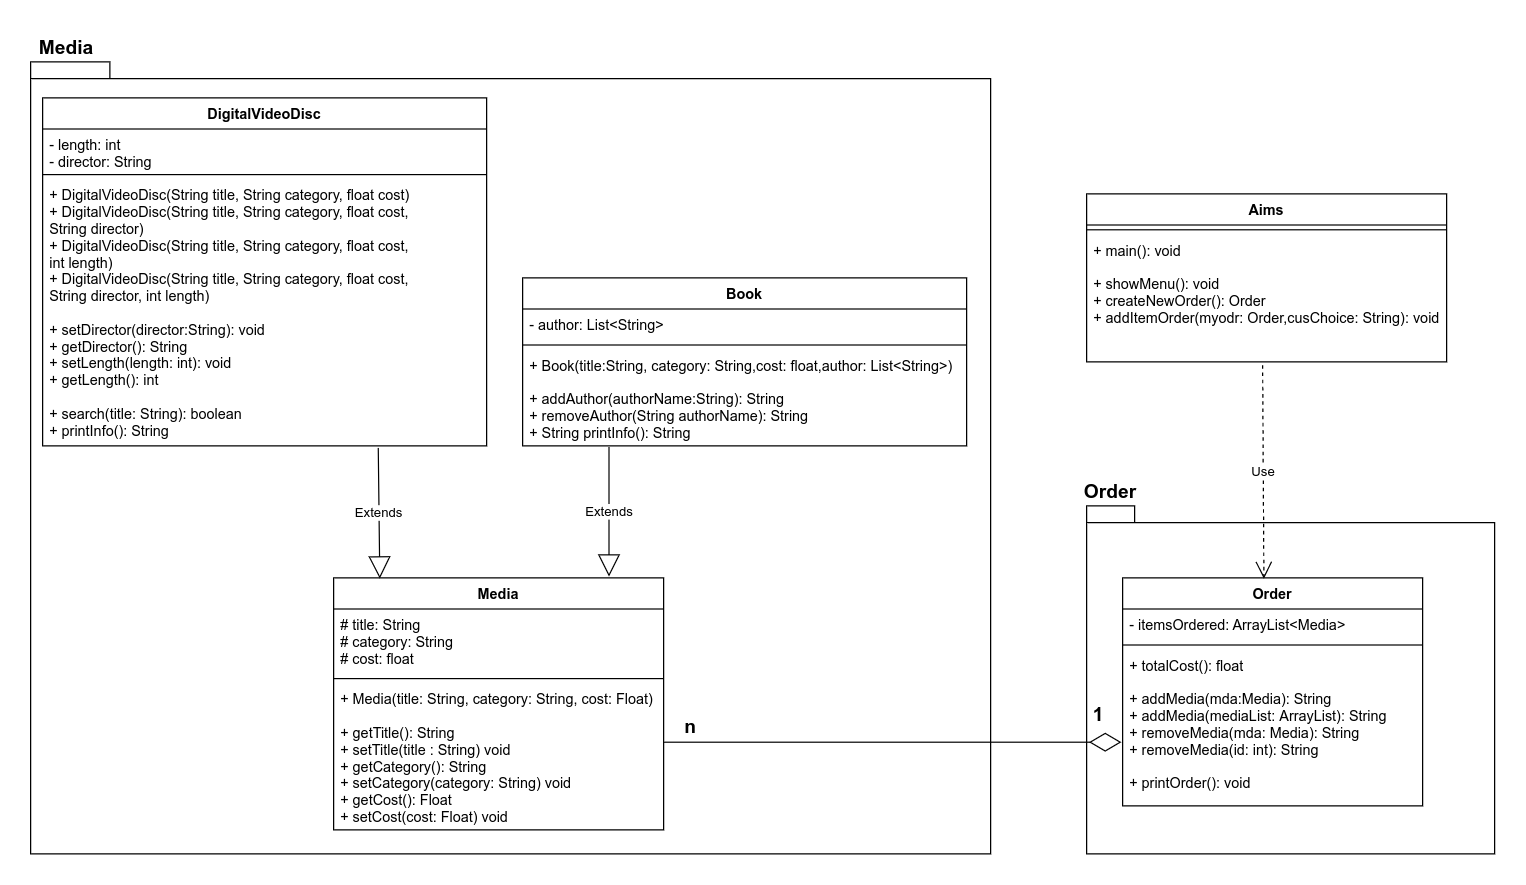 Media
DigitalVideoDisc
- length: int
- director: String
+ DigitalVideoDisc(String title, String category, float cost)
+ DigitalVideoDisc(String title, String category, float cost,
String director)
+ DigitalVideoDisc(String title, String category, float cost,
int length)
+ DigitalVideoDisc(String title, String category, float cost,
String director, int length)
+ setDirector(director:String): void
+ getDirector(): String
+ setLength(length: int): void
+ getLength(): int
+ search(title: String): boolean
+ printInfo(): String
Book
- author: List<String>
+ Book(title:String, category: String,cost: float,author: List<String>)
+ addAuthor(authorName:String): String
+ removeAuthor(String authorName): String
+ String printInfo(): String
Extends
Extends
Media
# title: String
# category: String
# cost: float
+ Media(title: String, category: String, cost: Float)
+ getTitle(): String
+ setTitle(title : String) void
+ getCategory(): String
+ setCategory(category: String) void
+ getCost(): Float
+ setCost(cost: Float) void
n
1
Aims
+ main(): void
+ showMenu(): void
+ createNewOrder(): Order
+ addItemOrder(myodr: Order,cusChoice: String): void
Use
Order
Order
- itemsOrdered: ArrayList<Media>
+ totalCost(): float
+ addMedia(mda:Media): String
+ addMedia(mediaList: ArrayList): String
+ removeMedia(mda: Media): String
+ removeMedia(id: int): String
+ printOrder(): void